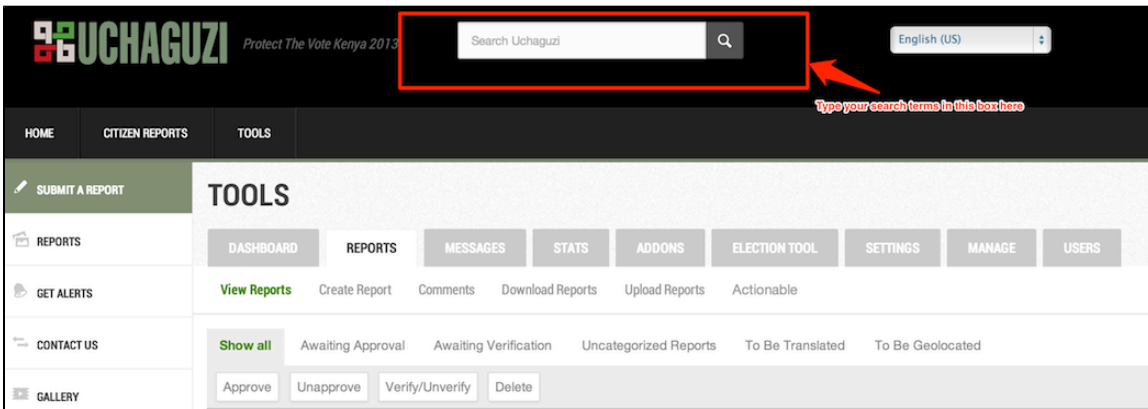 UCHAGUZI Protect The Vote Kenya 2013 Search Uchaguzi English (US)
Type your search terms in this box here
HOME CITIZEN REPORTS TOOLS
SUBMIT A REPORT
REPORTS
GET ALERTS
CONTACT US
GALLERY
TOOLS
DASHBOARD REPORTS MESSAGES STATS ADDONS ELECTION TOOL SETTINGS MANAGE USERS
View Reports Create Report Comments Download Reports Upload Reports Actionable
Show all Awaiting Approval Awaiting Verification Uncategorized Reports To Be Translated To Be Geolocated
Approve Unapprove Verify/Unverify Delete